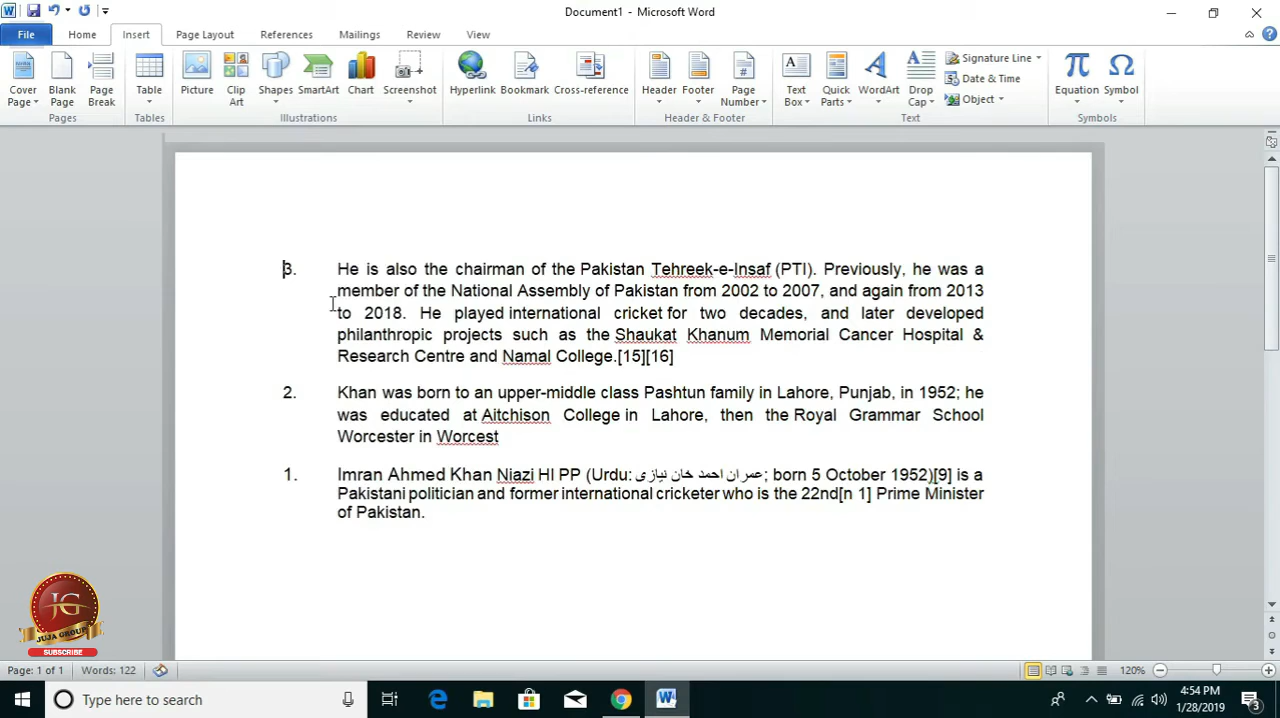 Document1 - Microsoft Word
File Home Insert Page Layout References Mailings Review View
Cover Page Blank Page Page Break Table Picture Clip Art Shapes SmartArt Chart Screenshot Hyperlink Bookmark Cross-reference Header Footer Page Number Text Box Quick Parts WordArt Drop Cap Signature Line Date & Time Object Equation Symbol
Pages Tables Illustrations Links Header & Footer Text Symbols
3. He is also the chairman of the Pakistan Tehreek-e-Insaf (PTI). Previously, he was a
member of the National Assembly of Pakistan from 2002 to 2007, and again from 2013
to 2018. He played international cricket for two decades, and later developed
philanthropic projects such as the Shaukat Khanum Memorial Cancer Hospital &
Research Centre and Namal College.[15][16]
2. Khan was born to an upper-middle class Pashtun family in Lahore, Punjab, in 1952; he
was educated at Aitchison College in Lahore, then the Royal Grammar School
Worcester in Worcest
1. Imran Ahmed Khan Niazi HI PP (Urdu: عمران احمد خان نیازی; born 5 October 1952)[9] is a
Pakistani politician and former international cricketer who is the 22nd[n 1] Prime Minister
of Pakistan.
JG
JUJA GROUP
SUBSCRIBE
Page: 1 of 1 Words: 122 120%
Type here to search
4:54 PM
1/28/2019
3